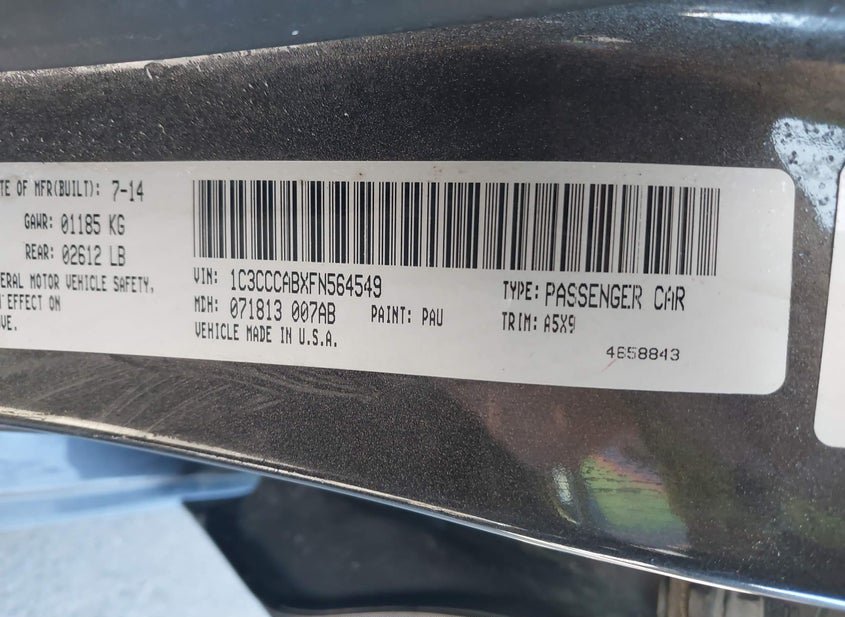 TE OF MFR(BUILT): 7-14
GAWR: 01185 KG
REAR: 02612 LB
ERAL MOTOR VEHICLE SAFETY,
N EFFECT ON
VE.
VIN: 1C3CCCABXFN564549
MDH: 071813 007AB PAINT: PAU
VEHICLE MADE IN U.S.A.
TYPE: PASSENGER CAR
TRIM: A5X9
4658843